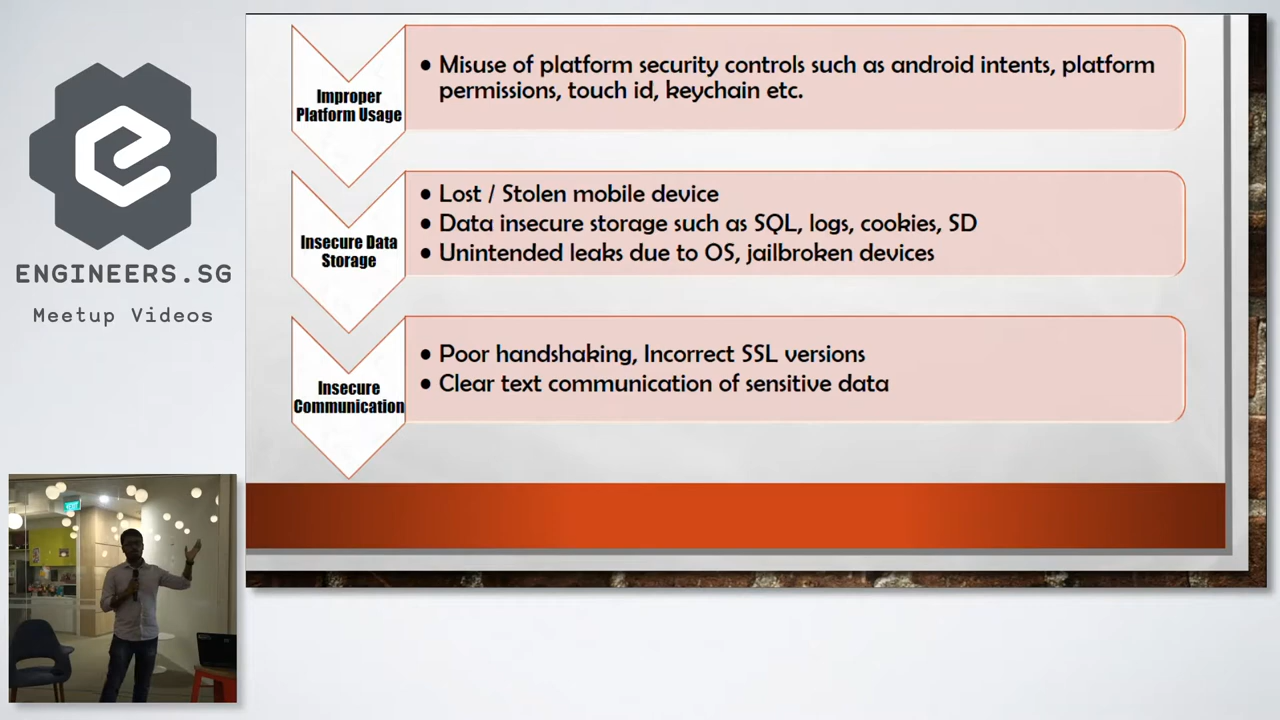 Improper
Platform Usage
• Misuse of platform security controls such as android intents, platform
permissions, touch id, keychain etc.
Insecure Data
Storage
• Lost / Stolen mobile device
• Data insecure storage such as SQL, logs, cookies, SD
• Unintended leaks due to OS, jailbroken devices
Insecure
Communication
• Poor handshaking, Incorrect SSL versions
• Clear text communication of sensitive data
ENGINEERS.SG
Meetup Videos
EXIT